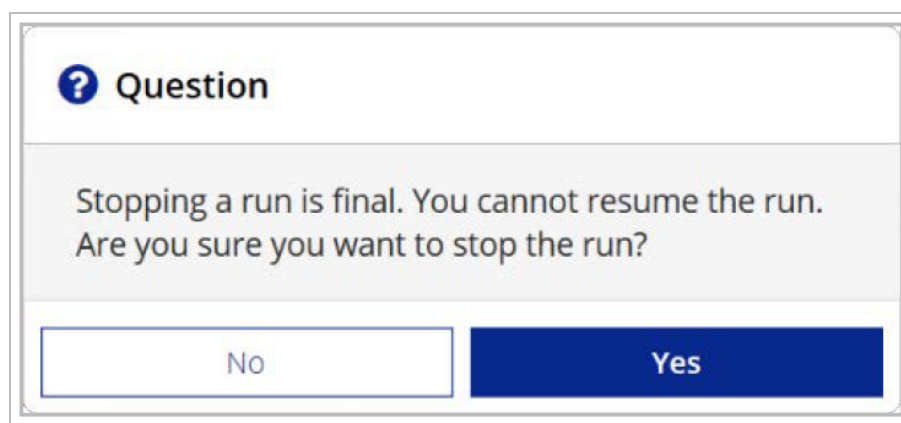 Question
Stopping a run is final. You cannot resume the run.
Are you sure you want to stop the run?
No
Yes